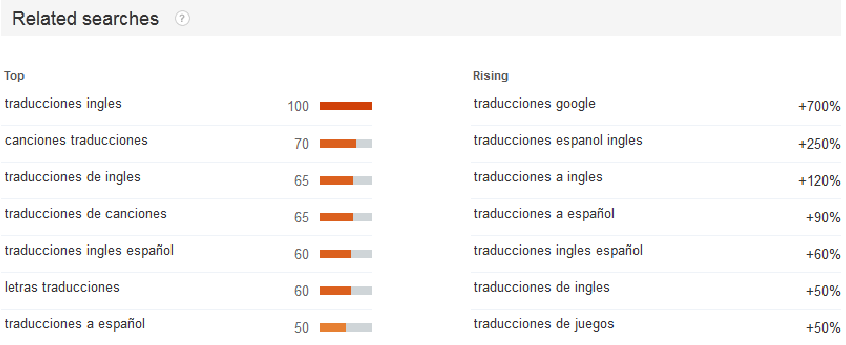 Related searches ?
Top Rising
traducciones ingles 100 traducciones google +700%
canciones traducciones 70 traducciones espanol ingles +250%
traducciones de ingles 65 traducciones a ingles +120%
traducciones de canciones 65 traducciones a español +90%
traducciones ingles español 60 traducciones ingles español +60%
letras traducciones 60 traducciones de ingles +50%
traducciones a español 50 traducciones de juegos +50%